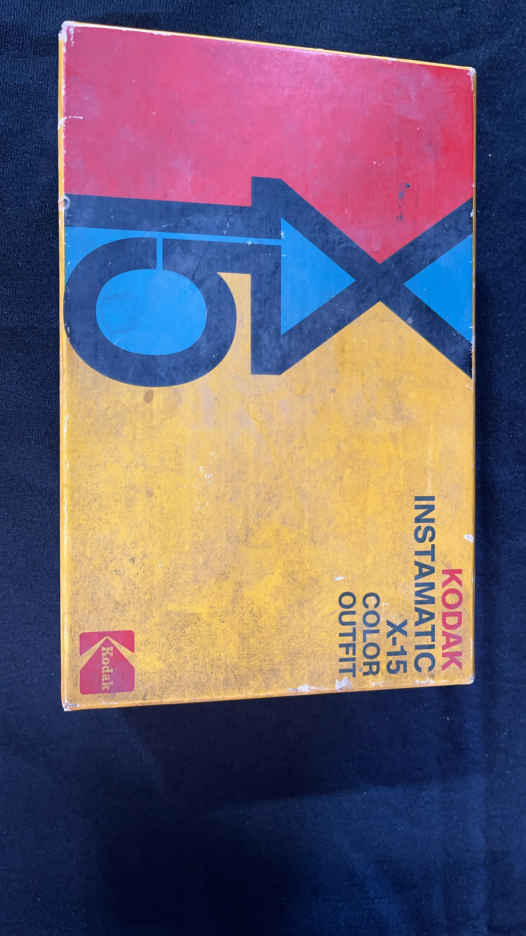 X
15
KODAK
INSTAMATIC
X-15
COLOR
OUTFIT
Kodak